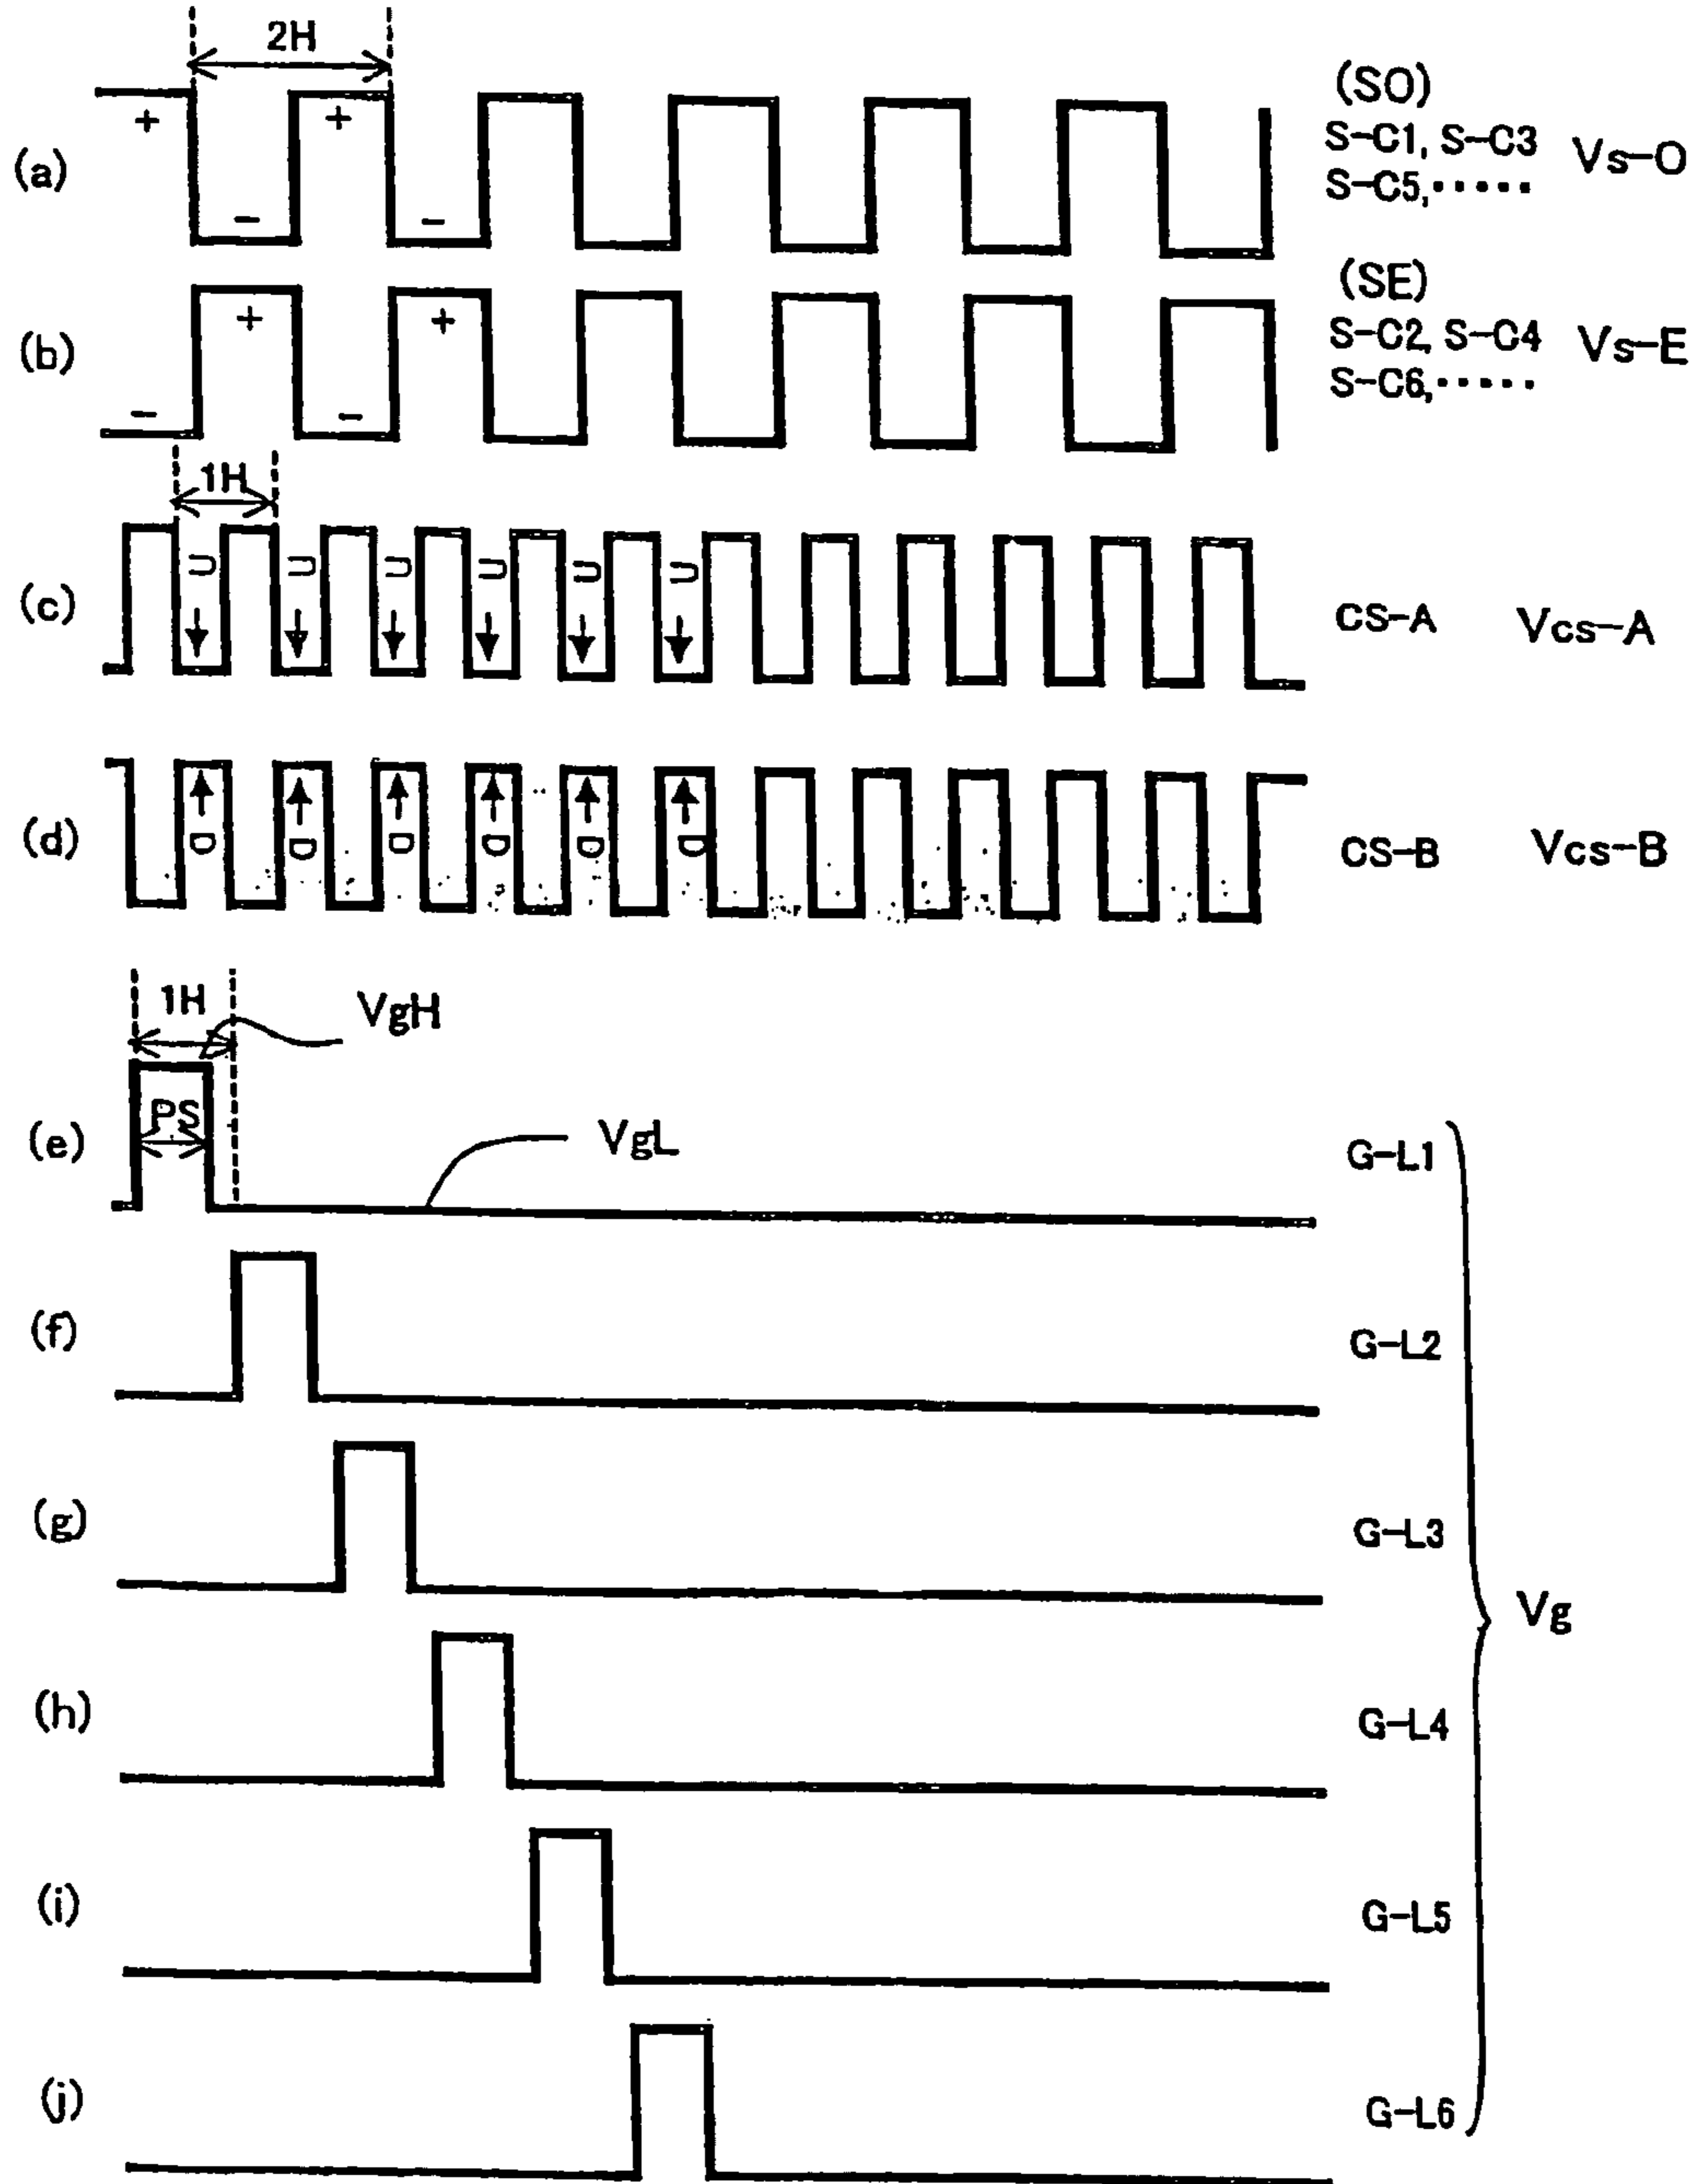 2H
(SO)
(a) + - + - S-C1, S-C3 Vs-O
S-C5,·····
(SE)
(b) - + - + S-C2, S-C4 Vs-E
S-C6,·····
1H
(c) U U U U U U CS-A Vcs-A
(d) D D D D D D CS-B Vcs-B
1H VgH
PS
(e) VgL G-L1
(f) G-L2
(g) G-L3
Vg
(h) G-L4
(i) G-L5
(j) G-L6